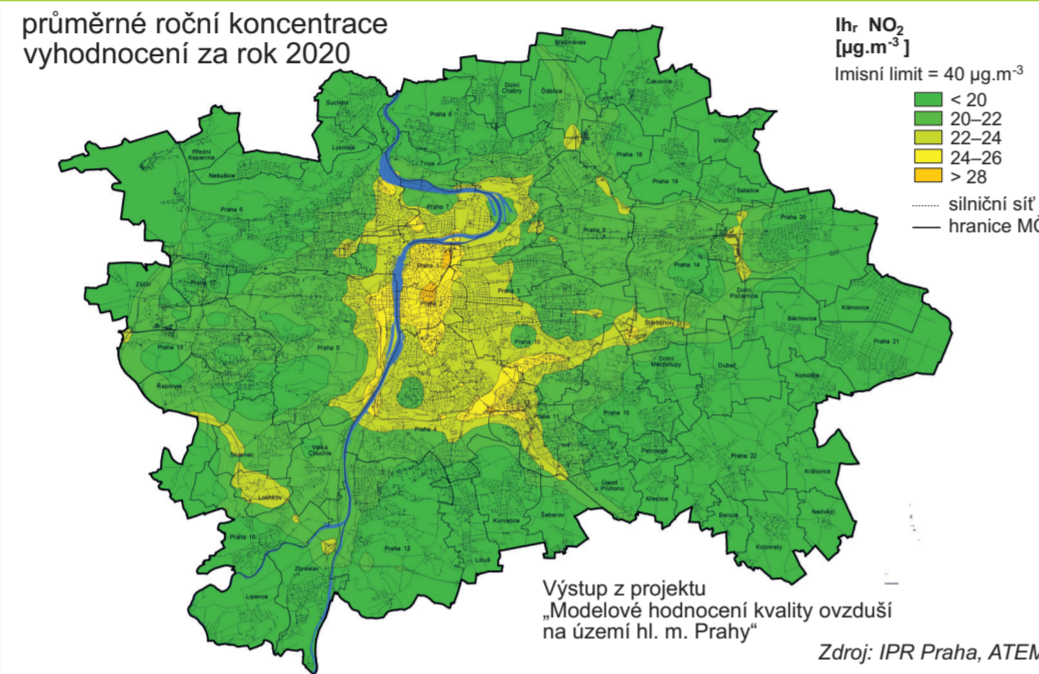 průměrné roční koncentrace
vyhodnocení za rok 2020
Ihᵣ NO₂
[µg.m⁻³ ]
Imisní limit = 40 µg.m⁻³
< 20
20–22
22–24
24–26
> 28
silniční síť
hranice MČ
Březiněves
Dolní
Chabry
Ďáblice
Čakovice
Suchdol
Praha 8
Lysolaje
Přední
Kopanina
Nebušice
Troja
Praha 18
Vinoř
Praha 19
Satalice
Praha 6
Praha 7
Praha 9
Praha 20
Praha 14
Zličín
Praha 17
Praha 3
Dolní
Počernice
Klánovice
Běchovice
Praha 13
Praha 5
Praha 10
Štěrboholy
Praha 21
Dolní
Měcholupy
Dubeč
Koloděje
Řeporyje
Praha 4
Praha 11
Praha 15
Slivenec
Velká
Chuchle
Petrovice
Praha 22
Královice
Lochkov
Újezd
Křeslice
Nedvězí
Praha 16
Praha 12
Kunratice
Šeberov
Benice
Kolovraty
Libuš
Zbraslav
Lipence
Výstup z projektu
„Modelové hodnocení kvality ovzduší
na území hl. m. Prahy“
Zdroj: IPR Praha, ATEM